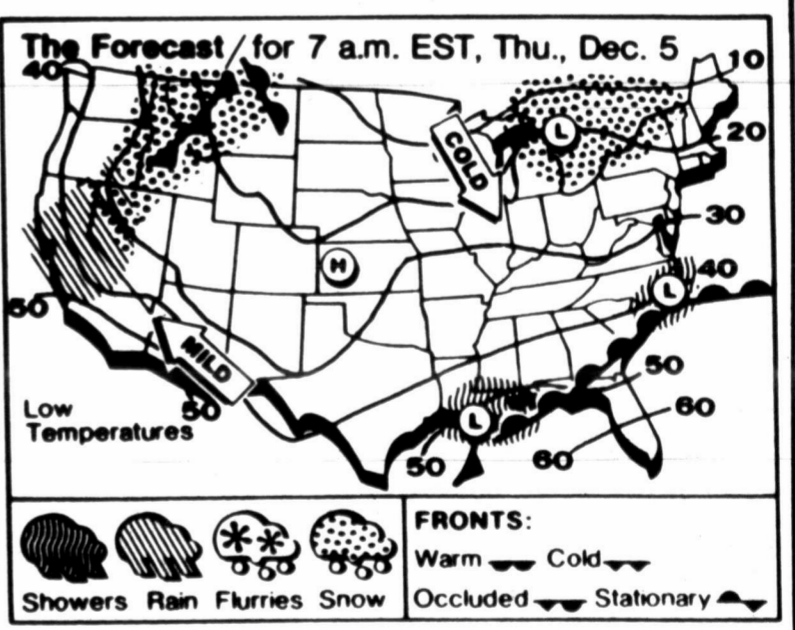 The Forecast / for 7 a.m. EST, Thu., Dec. 5
40
10
L
COLD
20
30
H
40
L
50
MILD
50
Low
Temperatures
50
60
L
50
60
FRONTS:
Warm Cold
Showers Rain Flurries Snow
Occluded Stationary